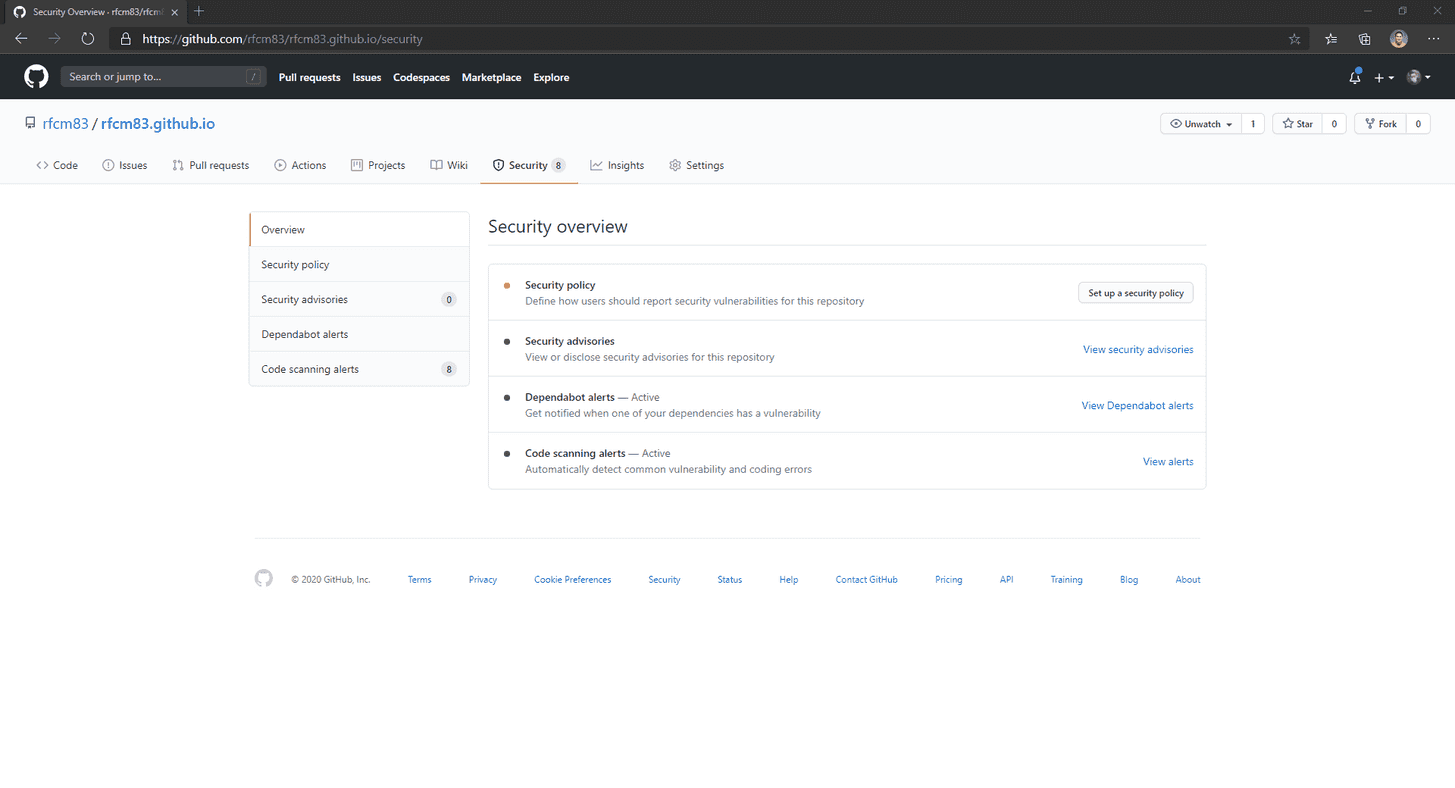 Security Overview · rfcm83/rfcm8
https://github.com/rfcm83/rfcm83.github.io/security
Search or jump to... /
Pull requests Issues Codespaces Marketplace Explore
rfcm83 / rfcm83.github.io
Unwatch 1 Star 0 Fork 0
Code Issues Pull requests Actions Projects Wiki Security 8 Insights Settings
Overview
Security policy
Security advisories 0
Dependabot alerts
Code scanning alerts 8
Security overview
Security policy
Define how users should report security vulnerabilities for this repository
Set up a security policy
Security advisories
View or disclose security advisories for this repository
View security advisories
Dependabot alerts — Active
Get notified when one of your dependencies has a vulnerability
View Dependabot alerts
Code scanning alerts — Active
Automatically detect common vulnerability and coding errors
View alerts
© 2020 GitHub, Inc. Terms Privacy Cookie Preferences Security Status Help Contact GitHub Pricing API Training Blog About